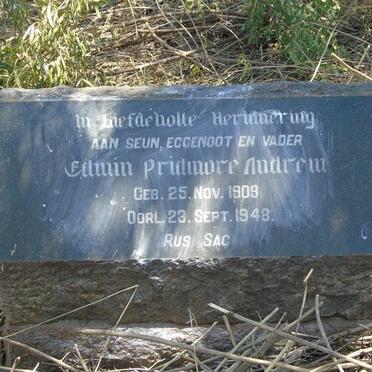 In Liefdevolle Herinnering
AAN SEUN, EGGENOOT EN VADER
Edwin Pridmore Andrew
GEB. 25. NOV. 1909
OORL. 23. SEPT. 1948.
RUS SAG